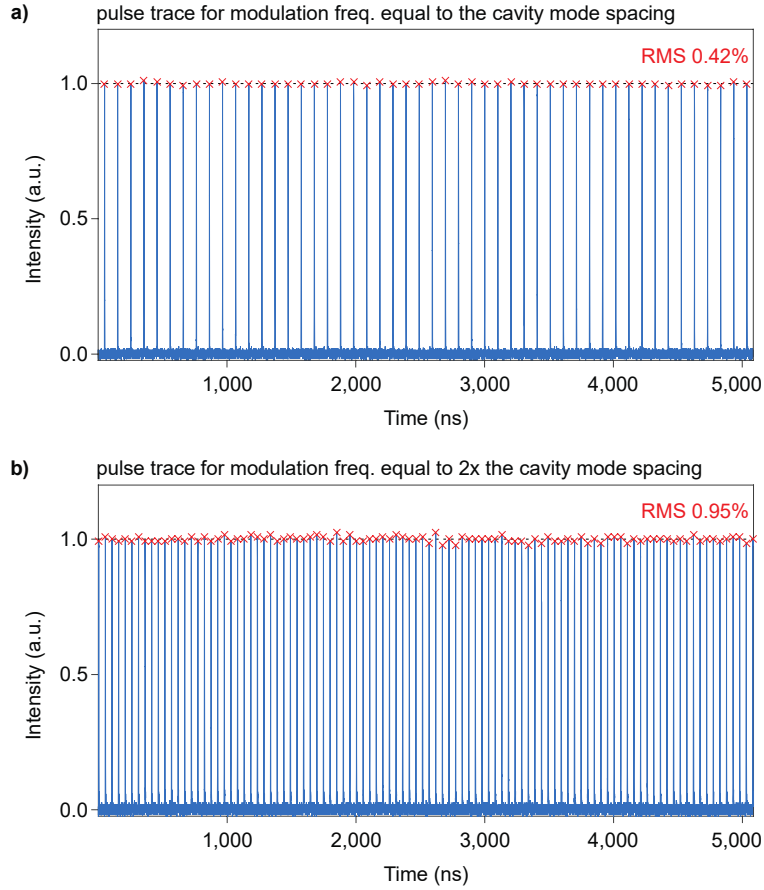 a) pulse trace for modulation freq. equal to the cavity mode spacing
RMS 0.42%
1.0
0.5
0.0
Intensity (a.u.)
1,000 2,000 3,000 4,000 5,000
Time (ns)
b) pulse trace for modulation freq. equal to 2x the cavity mode spacing
RMS 0.95%
1.0
0.5
0.0
Intensity (a.u.)
1,000 2,000 3,000 4,000 5,000
Time (ns)